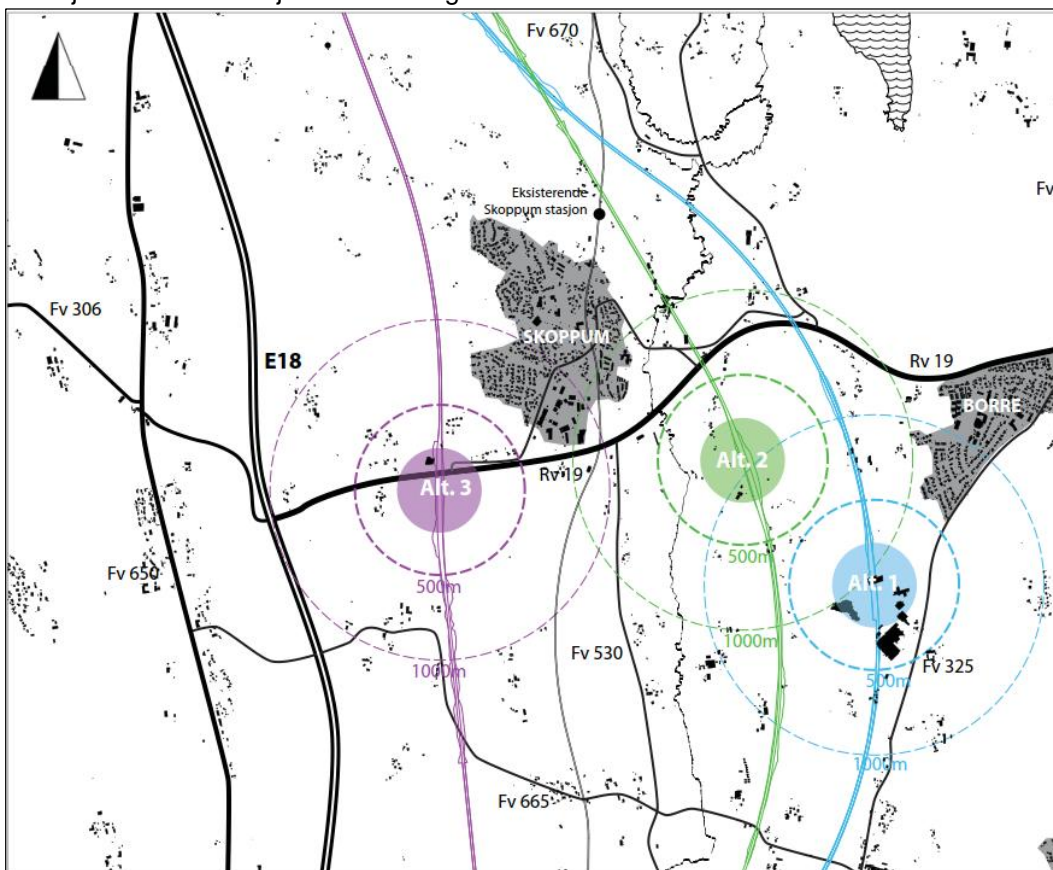 Fv 670
Eksisterende
Skoppum stasjon
Fv
Fv 306
E18
SKOPPUM
Rv 19
BORRE
Alt. 2
Rv 19
Alt. 3
500m
Fv 650
500m
Alt. 1
1000m
Fv 530
1000m
Fv 325
500m
1000m
Fv 665